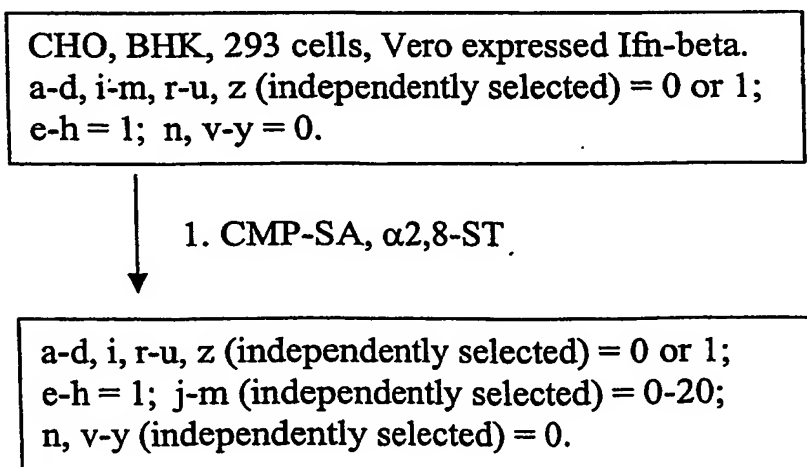 CHO, BHK, 293 cells, Vero expressed Ifn-beta.
a-d, i-m, r-u, z (independently selected) = 0 or 1;
e-h = 1; n, v-y = 0.
1. CMP-SA, α2,8-ST
a-d, i, r-u, z (independently selected) = 0 or 1;
e-h = 1; j-m (independently selected) = 0-20;
n, v-y (independently selected) = 0.